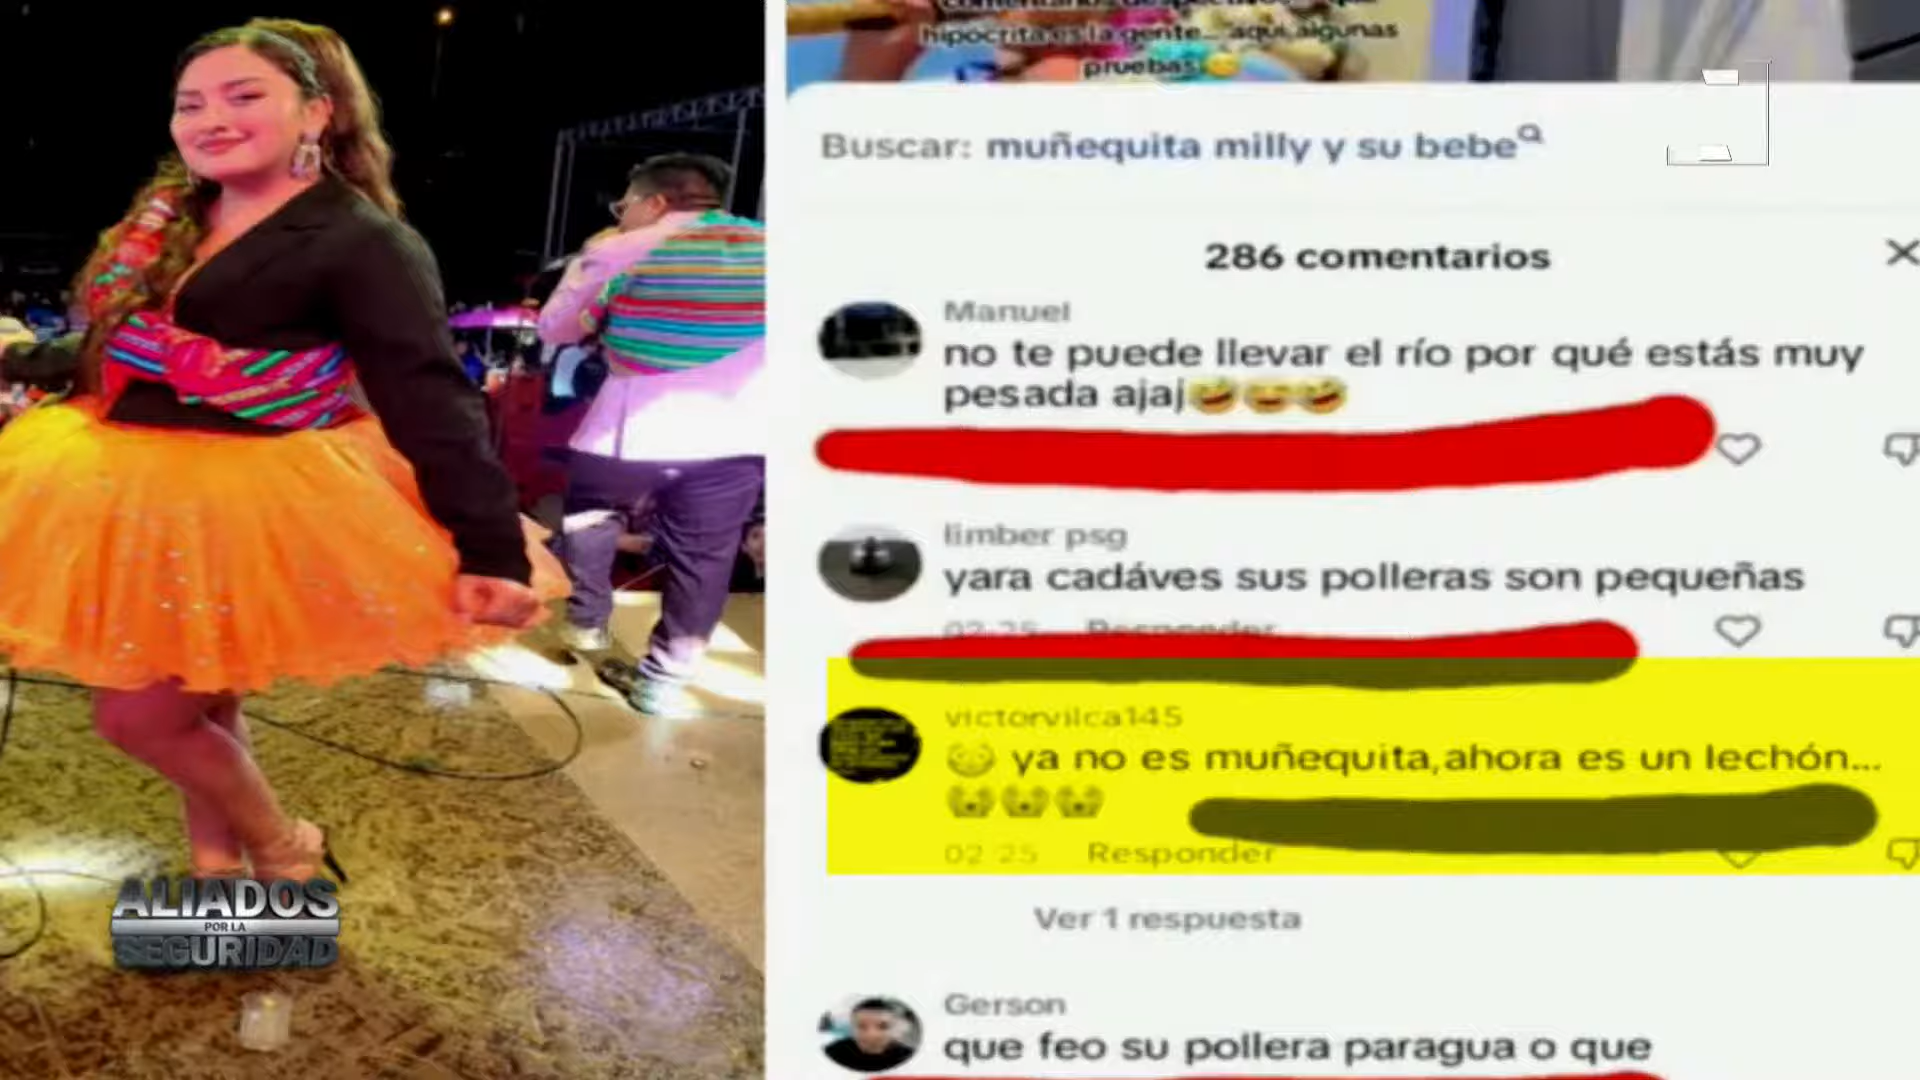 hipocrita es la gente... aqui algunas
pruebas
Buscar: muñequita milly y su bebe
286 comentarios
Manuel
no te puede llevar el río por qué estás muy
pesada ajaj
limber psg
yara cadáves sus polleras son pequeñas
02-25 Responder
victorvilca145
ya no es muñequita,ahora es un lechón...
02-25 Responder
Ver 1 respuesta
Gerson
que feo su pollera paragua o que
ALIADOS
POR LA
SEGURIDAD